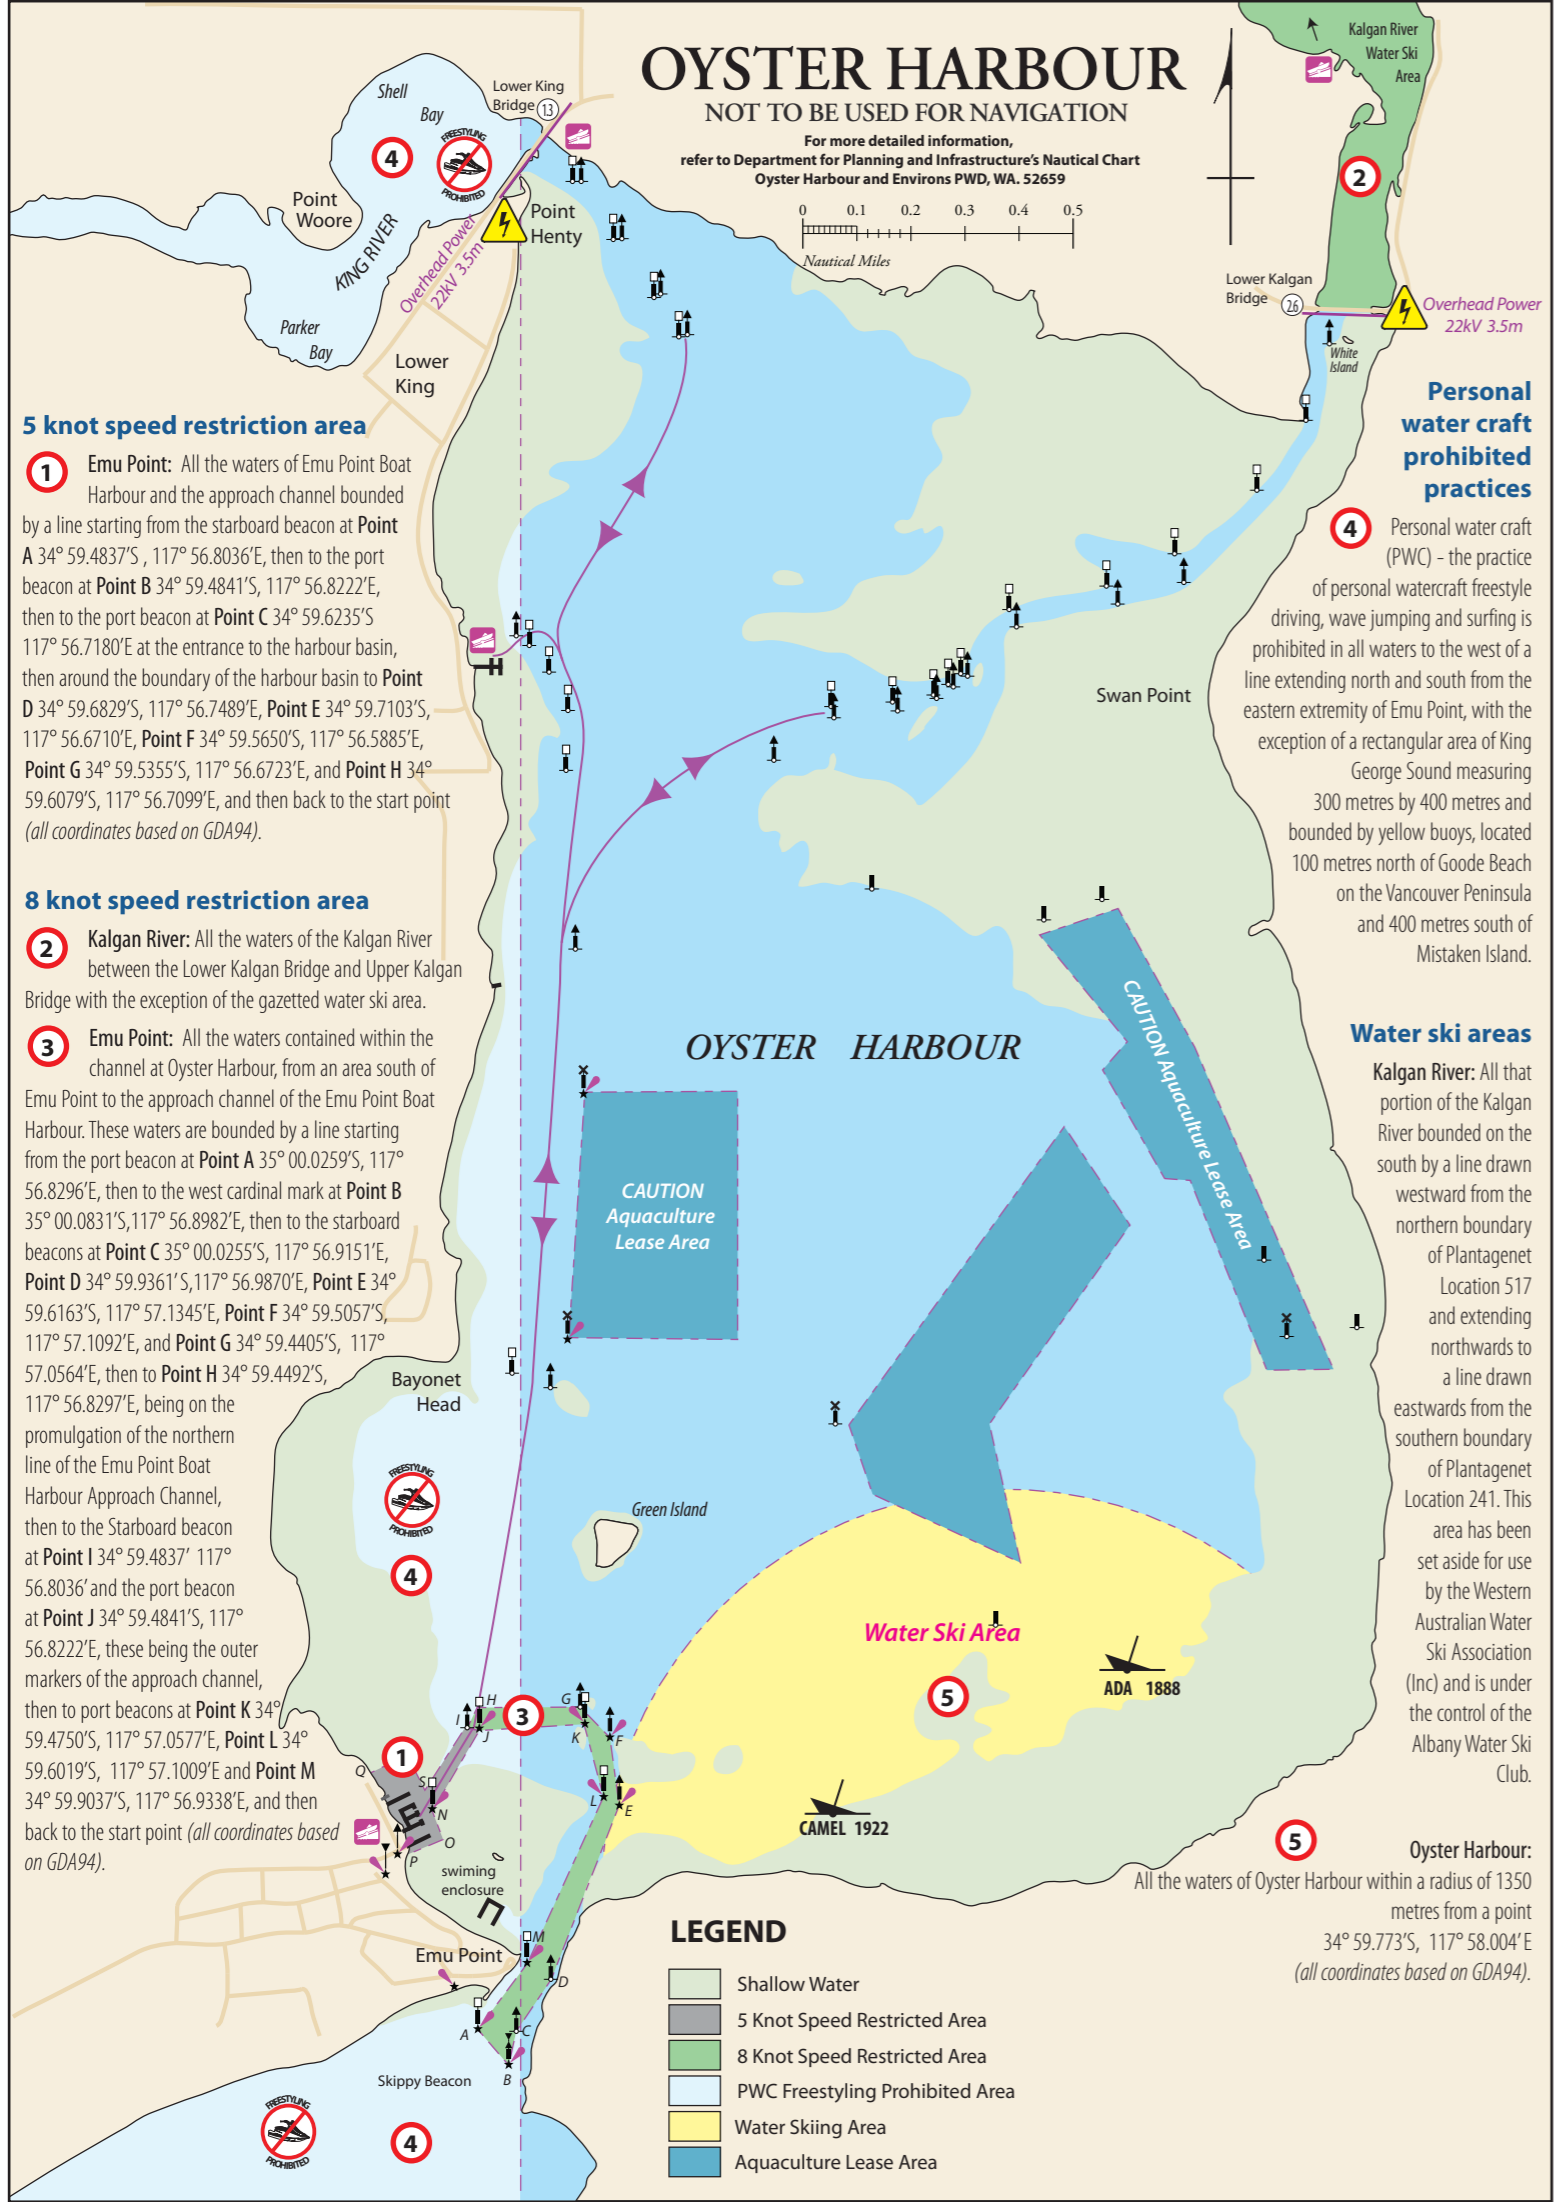 OYSTER HARBOUR
NOT TO BE USED FOR NAVIGATION
For more detailed information,
refer to Department for Planning and Infrastructure's Nautical Chart
Oyster Harbour and Environs PWD, WA. 52659
0 0.1 0.2 0.3 0.4 0.5
Nautical Miles
Kalgan River
Water Ski
Area
2
Lower Kalgan
Bridge 2.6
Overhead Power
22kV 3.5m
White
Island
Shell
Bay
4
FREESTYLING
PROHIBITED
Lower King
Bridge 13
Point
Woore
KING RIVER
Overhead Power
22kV 3.5m
Point
Henty
Parker
Bay
Lower
King
5 knot speed restriction area
1
Emu Point: All the waters of Emu Point Boat
Harbour and the approach channel bounded
by a line starting from the starboard beacon at Point
A 34° 59.4837'S , 117° 56.8036'E, then to the port
beacon at Point B 34° 59.4841'S, 117° 56.8222'E,
then to the port beacon at Point C 34° 59.6235'S
117° 56.7180'E at the entrance to the harbour basin,
then around the boundary of the harbour basin to Point
D 34° 59.6829'S, 117° 56.7489'E, Point E 34° 59.7103'S,
117° 56.6710'E, Point F 34° 59.5650'S, 117° 56.5885'E,
Point G 34° 59.5355'S, 117° 56.6723'E, and Point H 34°
59.6079'S, 117° 56.7099'E, and then back to the start point
(all coordinates based on GDA94).
8 knot speed restriction area
2
Kalgan River: All the waters of the Kalgan River
between the Lower Kalgan Bridge and Upper Kalgan
Bridge with the exception of the gazetted water ski area.
3
Emu Point: All the waters contained within the
channel at Oyster Harbour, from an area south of
Emu Point to the approach channel of the Emu Point Boat
Harbour. These waters are bounded by a line starting
from the port beacon at Point A 35° 00.0259'S, 117°
56.8296'E, then to the west cardinal mark at Point B
35° 00.0831'S,117° 56.8982'E, then to the starboard
beacons at Point C 35° 00.0255'S, 117° 56.9151'E,
Point D 34° 59.9361' S,117° 56.9870'E, Point E 34°
59.6163'S, 117° 57.1345'E, Point F 34° 59.5057'S,
117° 57.1092'E, and Point G 34° 59.4405'S, 117°
57.0564'E, then to Point H 34° 59.4492'S,
117° 56.8297'E, being on the
promulgation of the northern
line of the Emu Point Boat
Harbour Approach Channel,
then to the Starboard beacon
at Point I 34° 59.4837' 117°
56.8036' and the port beacon
at Point J 34° 59.4841'S, 117°
56.8222'E, these being the outer
markers of the approach channel,
then to port beacons at Point K 34°
59.4750'S, 117° 57.0577'E, Point L 34°
59.6019'S, 117° 57.1009'E and Point M
34° 59.9037'S, 117° 56.9338'E, and then
back to the start point (all coordinates based
on GDA94).
Personal
water craft
prohibited
practices
4
Personal water craft
(PWC) - the practice
of personal watercraft freestyle
driving, wave jumping and surfing is
prohibited in all waters to the west of a
line extending north and south from the
eastern extremity of Emu Point, with the
exception of a rectangular area of King
George Sound measuring
300 metres by 400 metres and
bounded by yellow buoys, located
100 metres north of Goode Beach
on the Vancouver Peninsula
and 400 metres south of
Mistaken Island.
Water ski areas
Kalgan River: All that
portion of the Kalgan
River bounded on the
south by a line drawn
westward from the
northern boundary
of Plantagenet
Location 517
and extending
northwards to
a line drawn
eastwards from the
southern boundary
of Plantagenet
Location 241. This
area has been
set aside for use
by the Western
Australian Water
Ski Association
(Inc) and is under
the control of the
Albany Water Ski
Club.
5
Oyster Harbour:
All the waters of Oyster Harbour within a radius of 1350
metres from a point
34° 59.773'S, 117° 58.004' E
(all coordinates based on GDA94).
Swan Point
OYSTER HARBOUR
CAUTION Aquaculture Lease Area
CAUTION
Aquaculture
Lease Area
Bayonet
Head
FREESTYLING
PROHIBITED
4
Green Island
Water Ski Area
5
ADA 1888
CAMEL 1922
H
G
I
3
J
K
F
1
Q
S
L
E
N
O
P
swiming
enclosure
M
Emu Point
D
A
C
B
Skippy Beacon
FREESTYLING
PROHIBITED
4
LEGEND
Shallow Water
5 Knot Speed Restricted Area
8 Knot Speed Restricted Area
PWC Freestyling Prohibited Area
Water Skiing Area
Aquaculture Lease Area